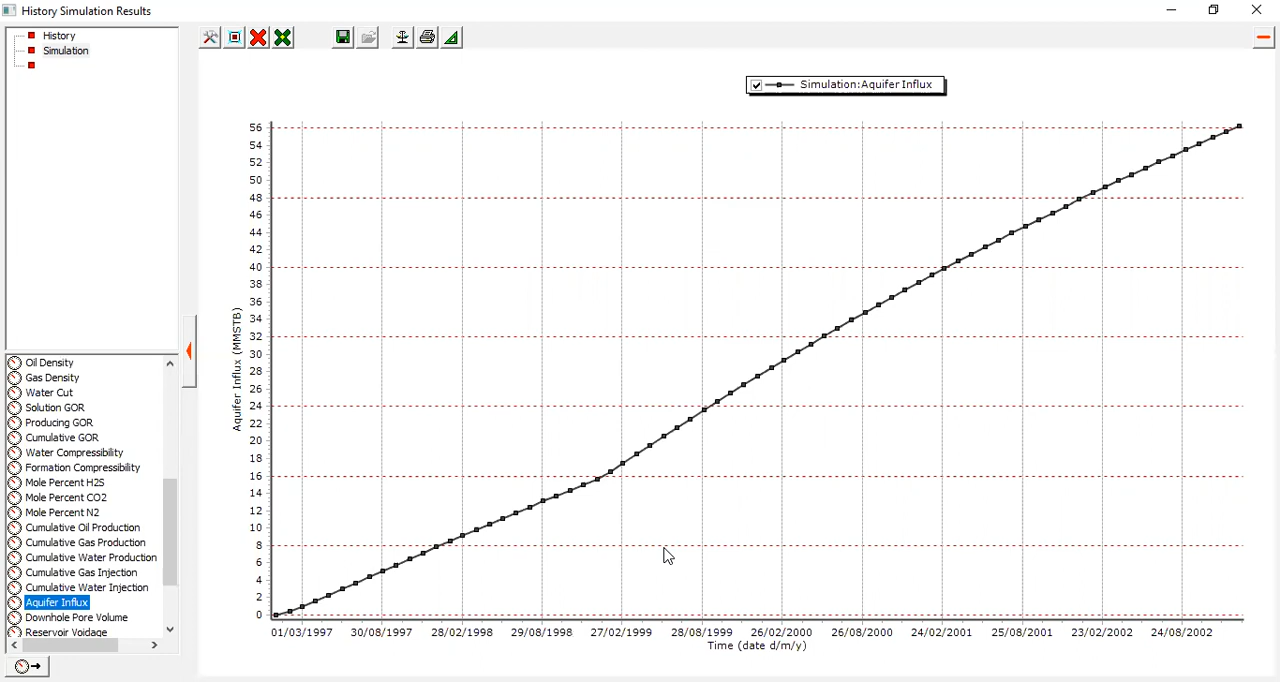 History Simulation Results
History
Simulation
Simulation:Aquifer Influx
56
54
52
50
48
46
44
42
40
38
36
34
32
30
28
26
24
22
20
18
16
14
12
10
8
6
4
2
0
Aquifer Influx (MMSTB)
01/03/1997
30/08/1997
28/02/1998
29/08/1998
27/02/1999
28/08/1999
26/02/2000
26/08/2000
24/02/2001
25/08/2001
23/02/2002
24/08/2002
Time (date d/m/y)
Oil Density
Gas Density
Water Cut
Solution GOR
Producing GOR
Cumulative GOR
Water Compressibility
Formation Compressibility
Mole Percent H2S
Mole Percent CO2
Mole Percent N2
Cumulative Oil Production
Cumulative Gas Production
Cumulative Water Production
Cumulative Gas Injection
Cumulative Water Injection
Aquifer Influx
Downhole Pore Volume
Reservoir Voidage